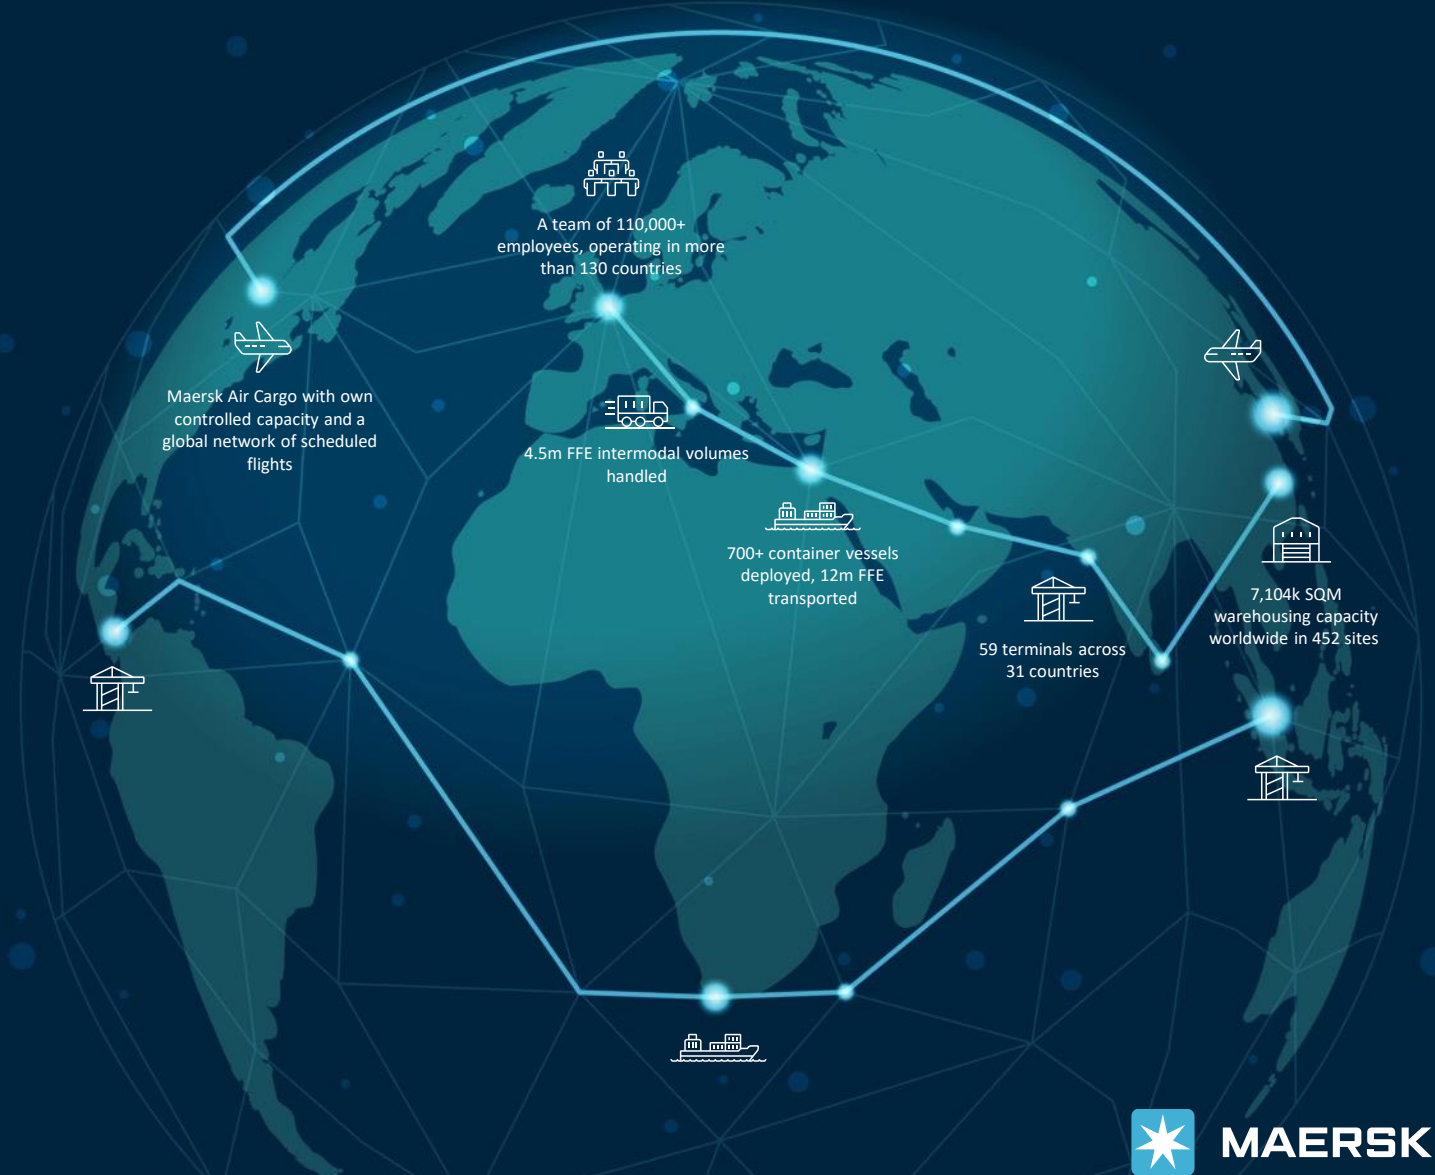 A team of 110,000+
employees, operating in more
than 130 countries
Maersk Air Cargo with own
controlled capacity and a
global network of scheduled
flights
4.5m FFE intermodal volumes
handled
700+ container vessels
deployed, 12m FFE
transported
59 terminals across
31 countries
7,104k SQM
warehousing capacity
worldwide in 452 sites
MAERSK